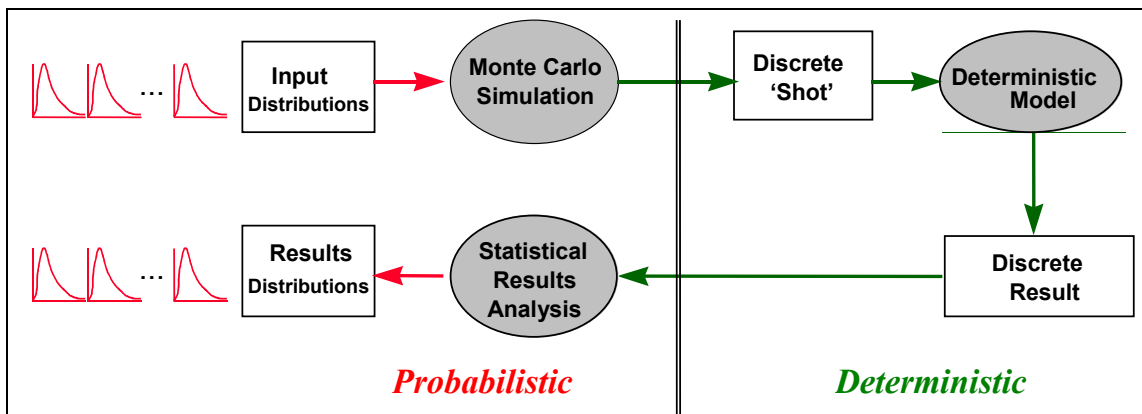 Input
Distributions
Monte Carlo
Simulation
Discrete
‘Shot’
Deterministic
Model
...
Results
Distributions
Statistical
Results
Analysis
Discrete
Result
...
Probabilistic
Deterministic